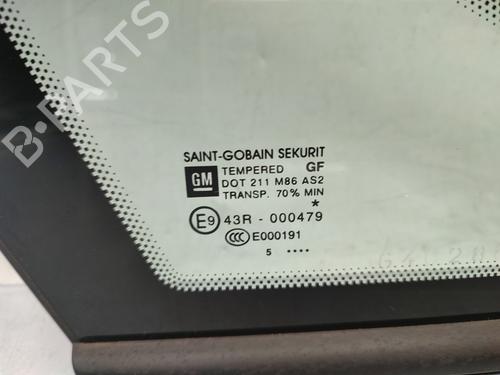 B-PARTS
SAINT-GOBAIN SEKURIT
TEMPERED GF
GM
DOT 211 M86 AS2
TRANSP. 70% MIN
*
E9 43R - 000479
CCC E000191
5 ····